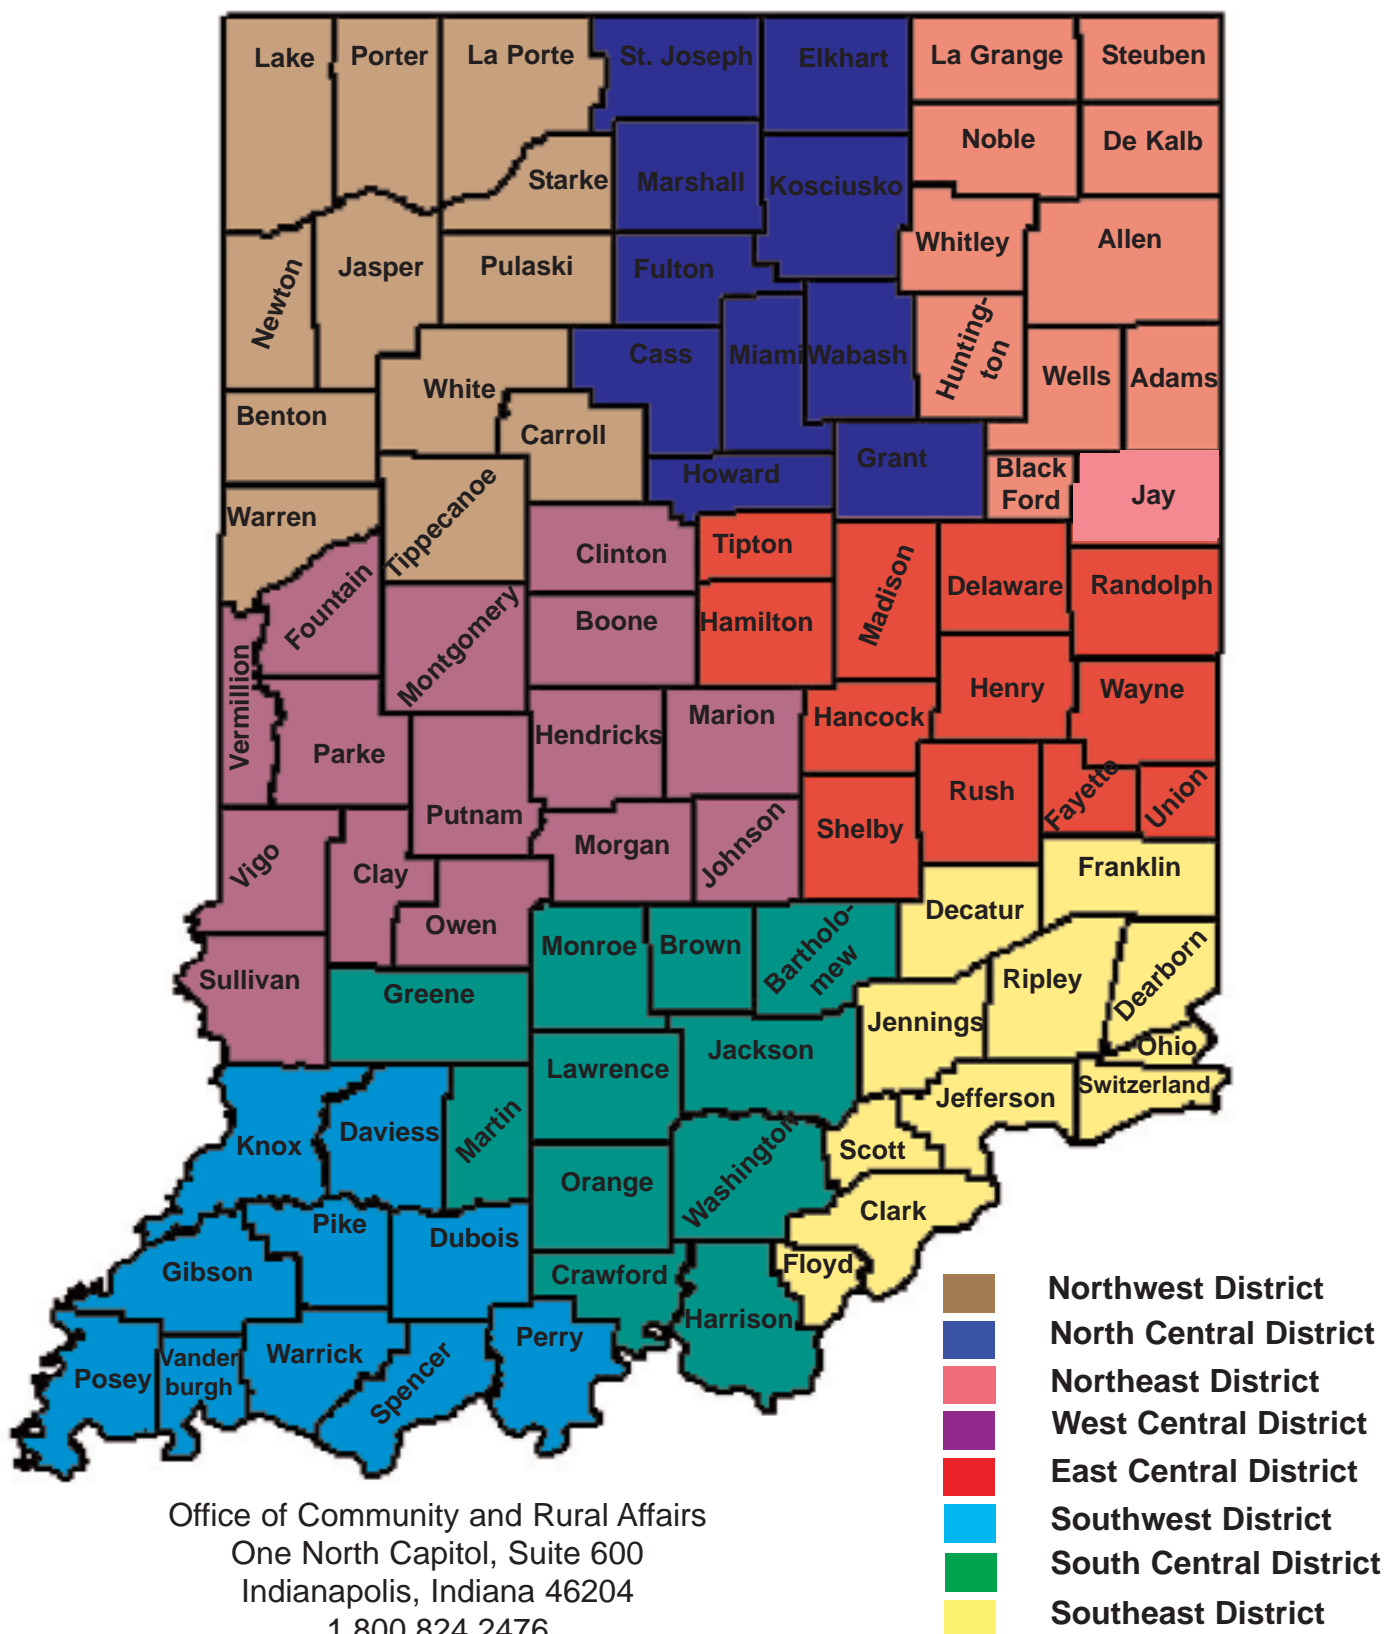 Lake Porter La Porte St. Joseph Elkhart La Grange Steuben
Noble De Kalb
Starke Marshall Kosciusko
Whitley Allen
Newton Jasper Pulaski Fulton
Hunting-
ton
White Cass Miami Wabash Wells Adams
Benton Carroll
Howard Grant Black
Ford
Jay
Warren Tippecanoe
Clinton Tipton Madison Delaware Randolph
Fountain Montgomery Boone Hamilton
Vermillion Parke Hendricks Marion Hancock Henry Wayne
Putnam Rush Fayette Union
Vigo Clay Morgan Johnson Shelby
Franklin
Owen Decatur
Monroe Brown Bartholo-
mew
Sullivan Greene Ripley Dearborn
Jennings
Lawrence Jackson Ohio
Jefferson Switzerland
Knox Daviess Martin Washington Scott
Orange
Pike Dubois Clark
Gibson Crawford Floyd
Harrison
Posey Vander
burgh
Warrick Spencer Perry
Northwest District
North Central District
Northeast District
West Central District
East Central District
Southwest District
South Central District
Southeast District
Office of Community and Rural Affairs
One North Capitol, Suite 600
Indianapolis, Indiana 46204
1 800 824 2476